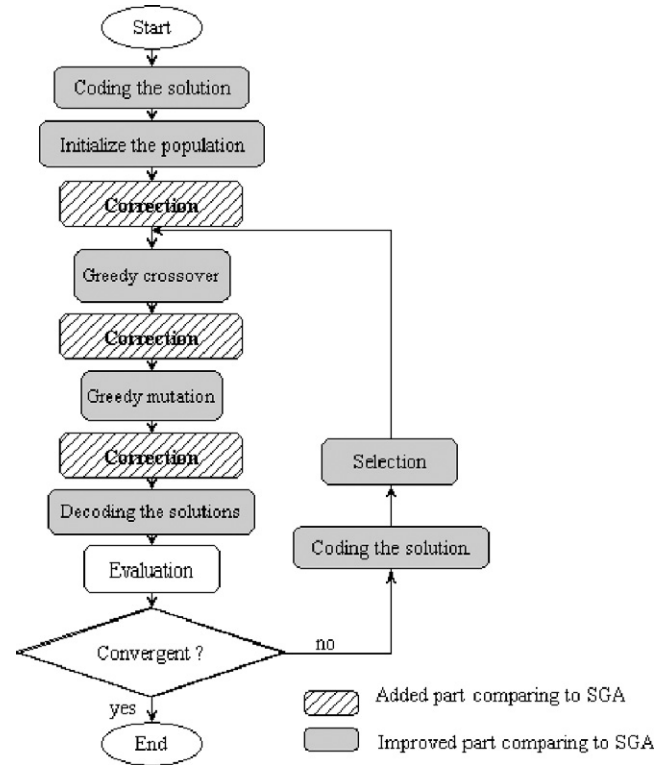 Start
Coding the solution
Initialize the population
Correction
Greedy crossover
Correction
Greedy mutation
Correction
Decoding the solutions
Evaluation
Convergent ?
no
Coding the solution.
Selection
yes
End
Added part comparing to SGA
Improved part comparing to SGA